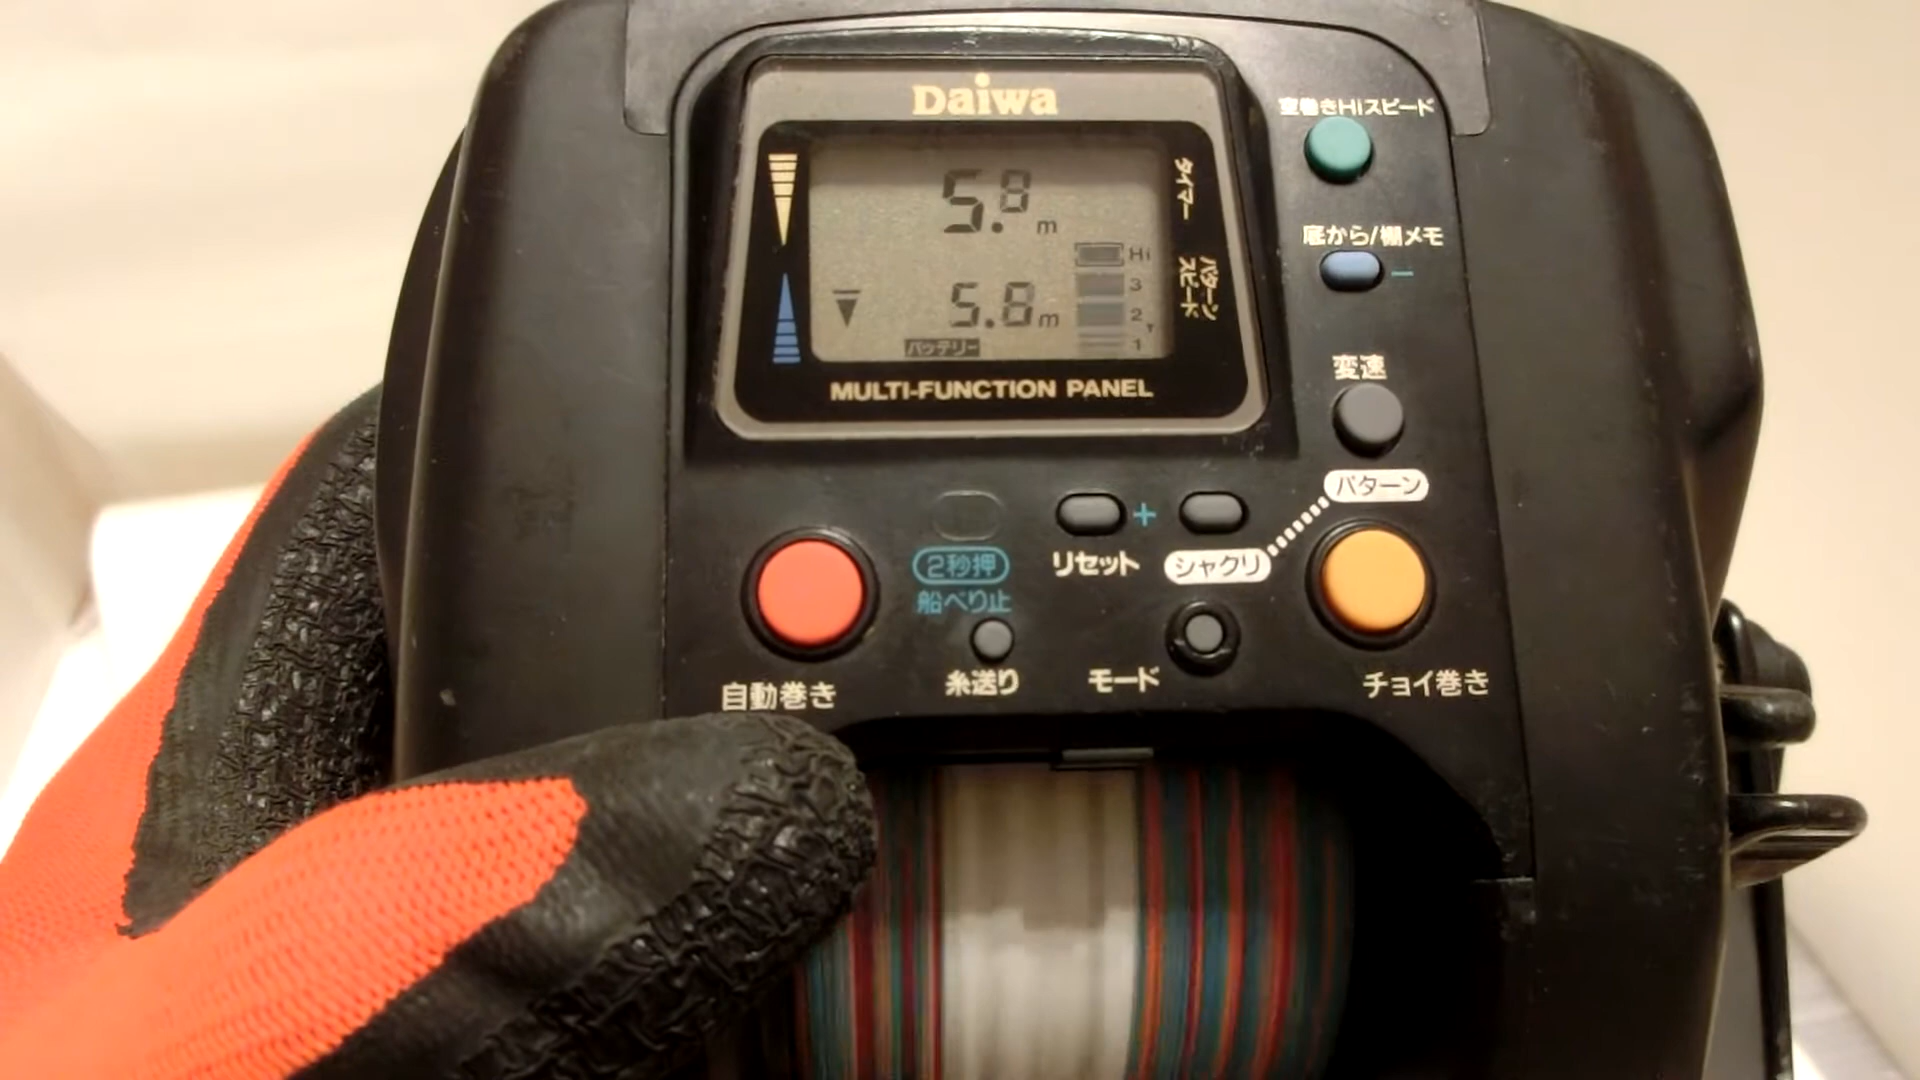 Daiwa
空巻きHiスピード
5.8 m
タイマー
底から/棚メモ
−
Hi
3
2
1
パターン
スピード
5.8 m
バッテリー
MULTI-FUNCTION PANEL
変速
パターン
+
2秒押
リセット
シャクリ
船べり止
自動巻き
糸送り
モード
チョイ巻き